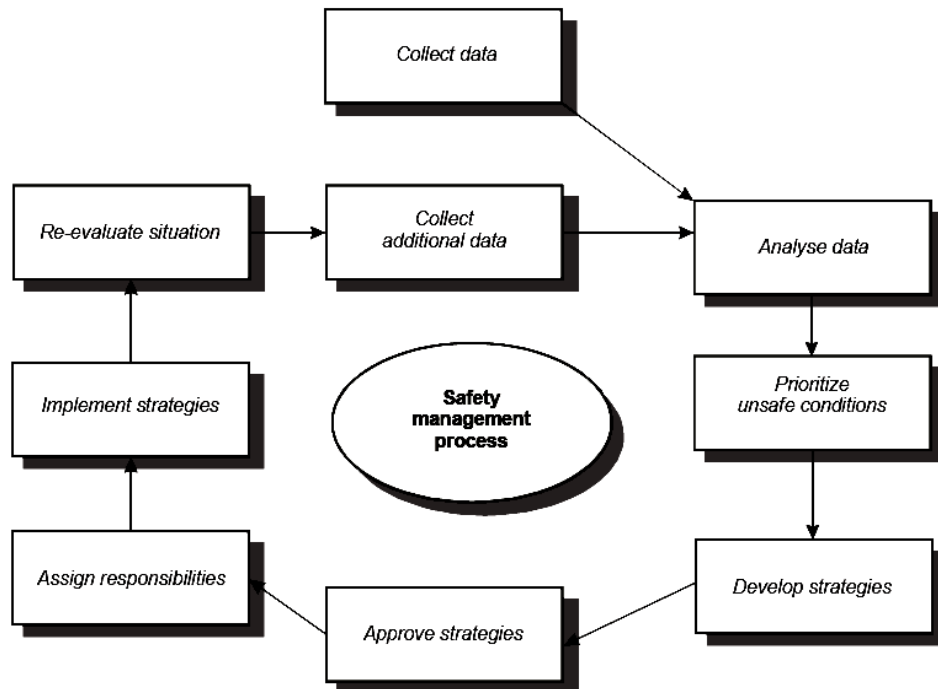 Collect data
Re-evaluate situation
Collect
additional data
Analyse data
Implement strategies
Safety
management
process
Prioritize
unsafe conditions
Assign responsibilities
Approve strategies
Develop strategies